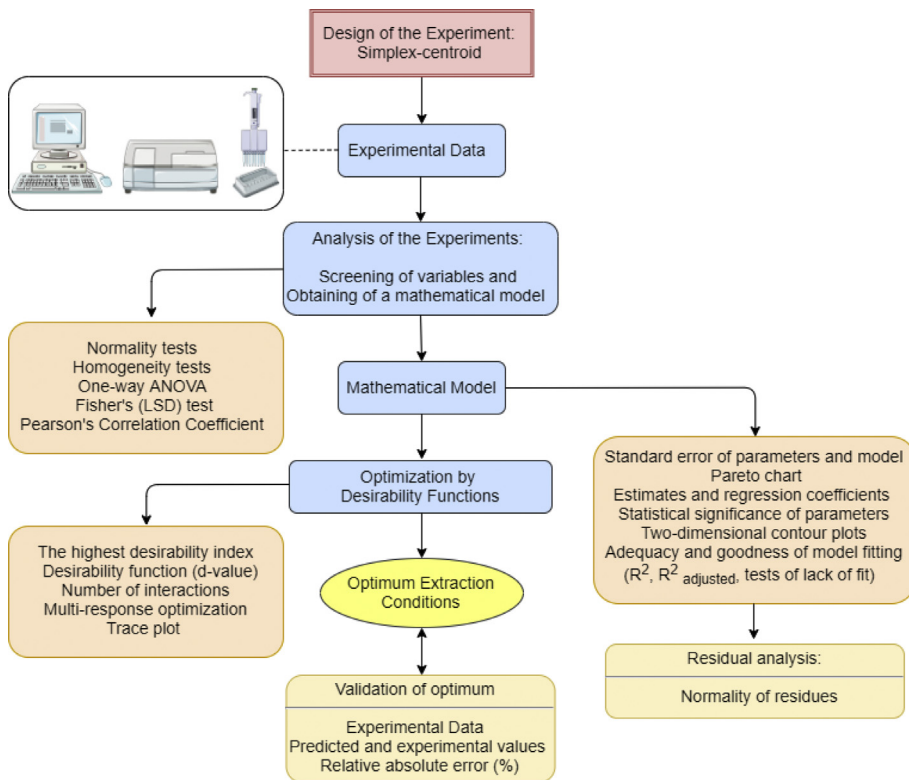 Design of the Experiment:
Simplex-centroid
Experimental Data
Analysis of the Experiments:
Screening of variables and
Obtaining of a mathematical model
Normality tests
Homogeneity tests
One-way ANOVA
Fisher's (LSD) test
Pearson's Correlation Coefficient
Mathematical Model
Standard error of parameters and model
Pareto chart
Estimates and regression coefficients
Statistical significance of parameters
Two-dimensional contour plots
Adequacy and goodness of model fitting
(R², R² adjusted, tests of lack of fit)
Optimization by
Desirability Functions
The highest desirability index
Desirability function (d-value)
Number of interactions
Multi-response optimization
Trace plot
Optimum Extraction
Conditions
Residual analysis:
Normality of residues
Validation of optimum
Experimental Data
Predicted and experimental values
Relative absolute error (%)